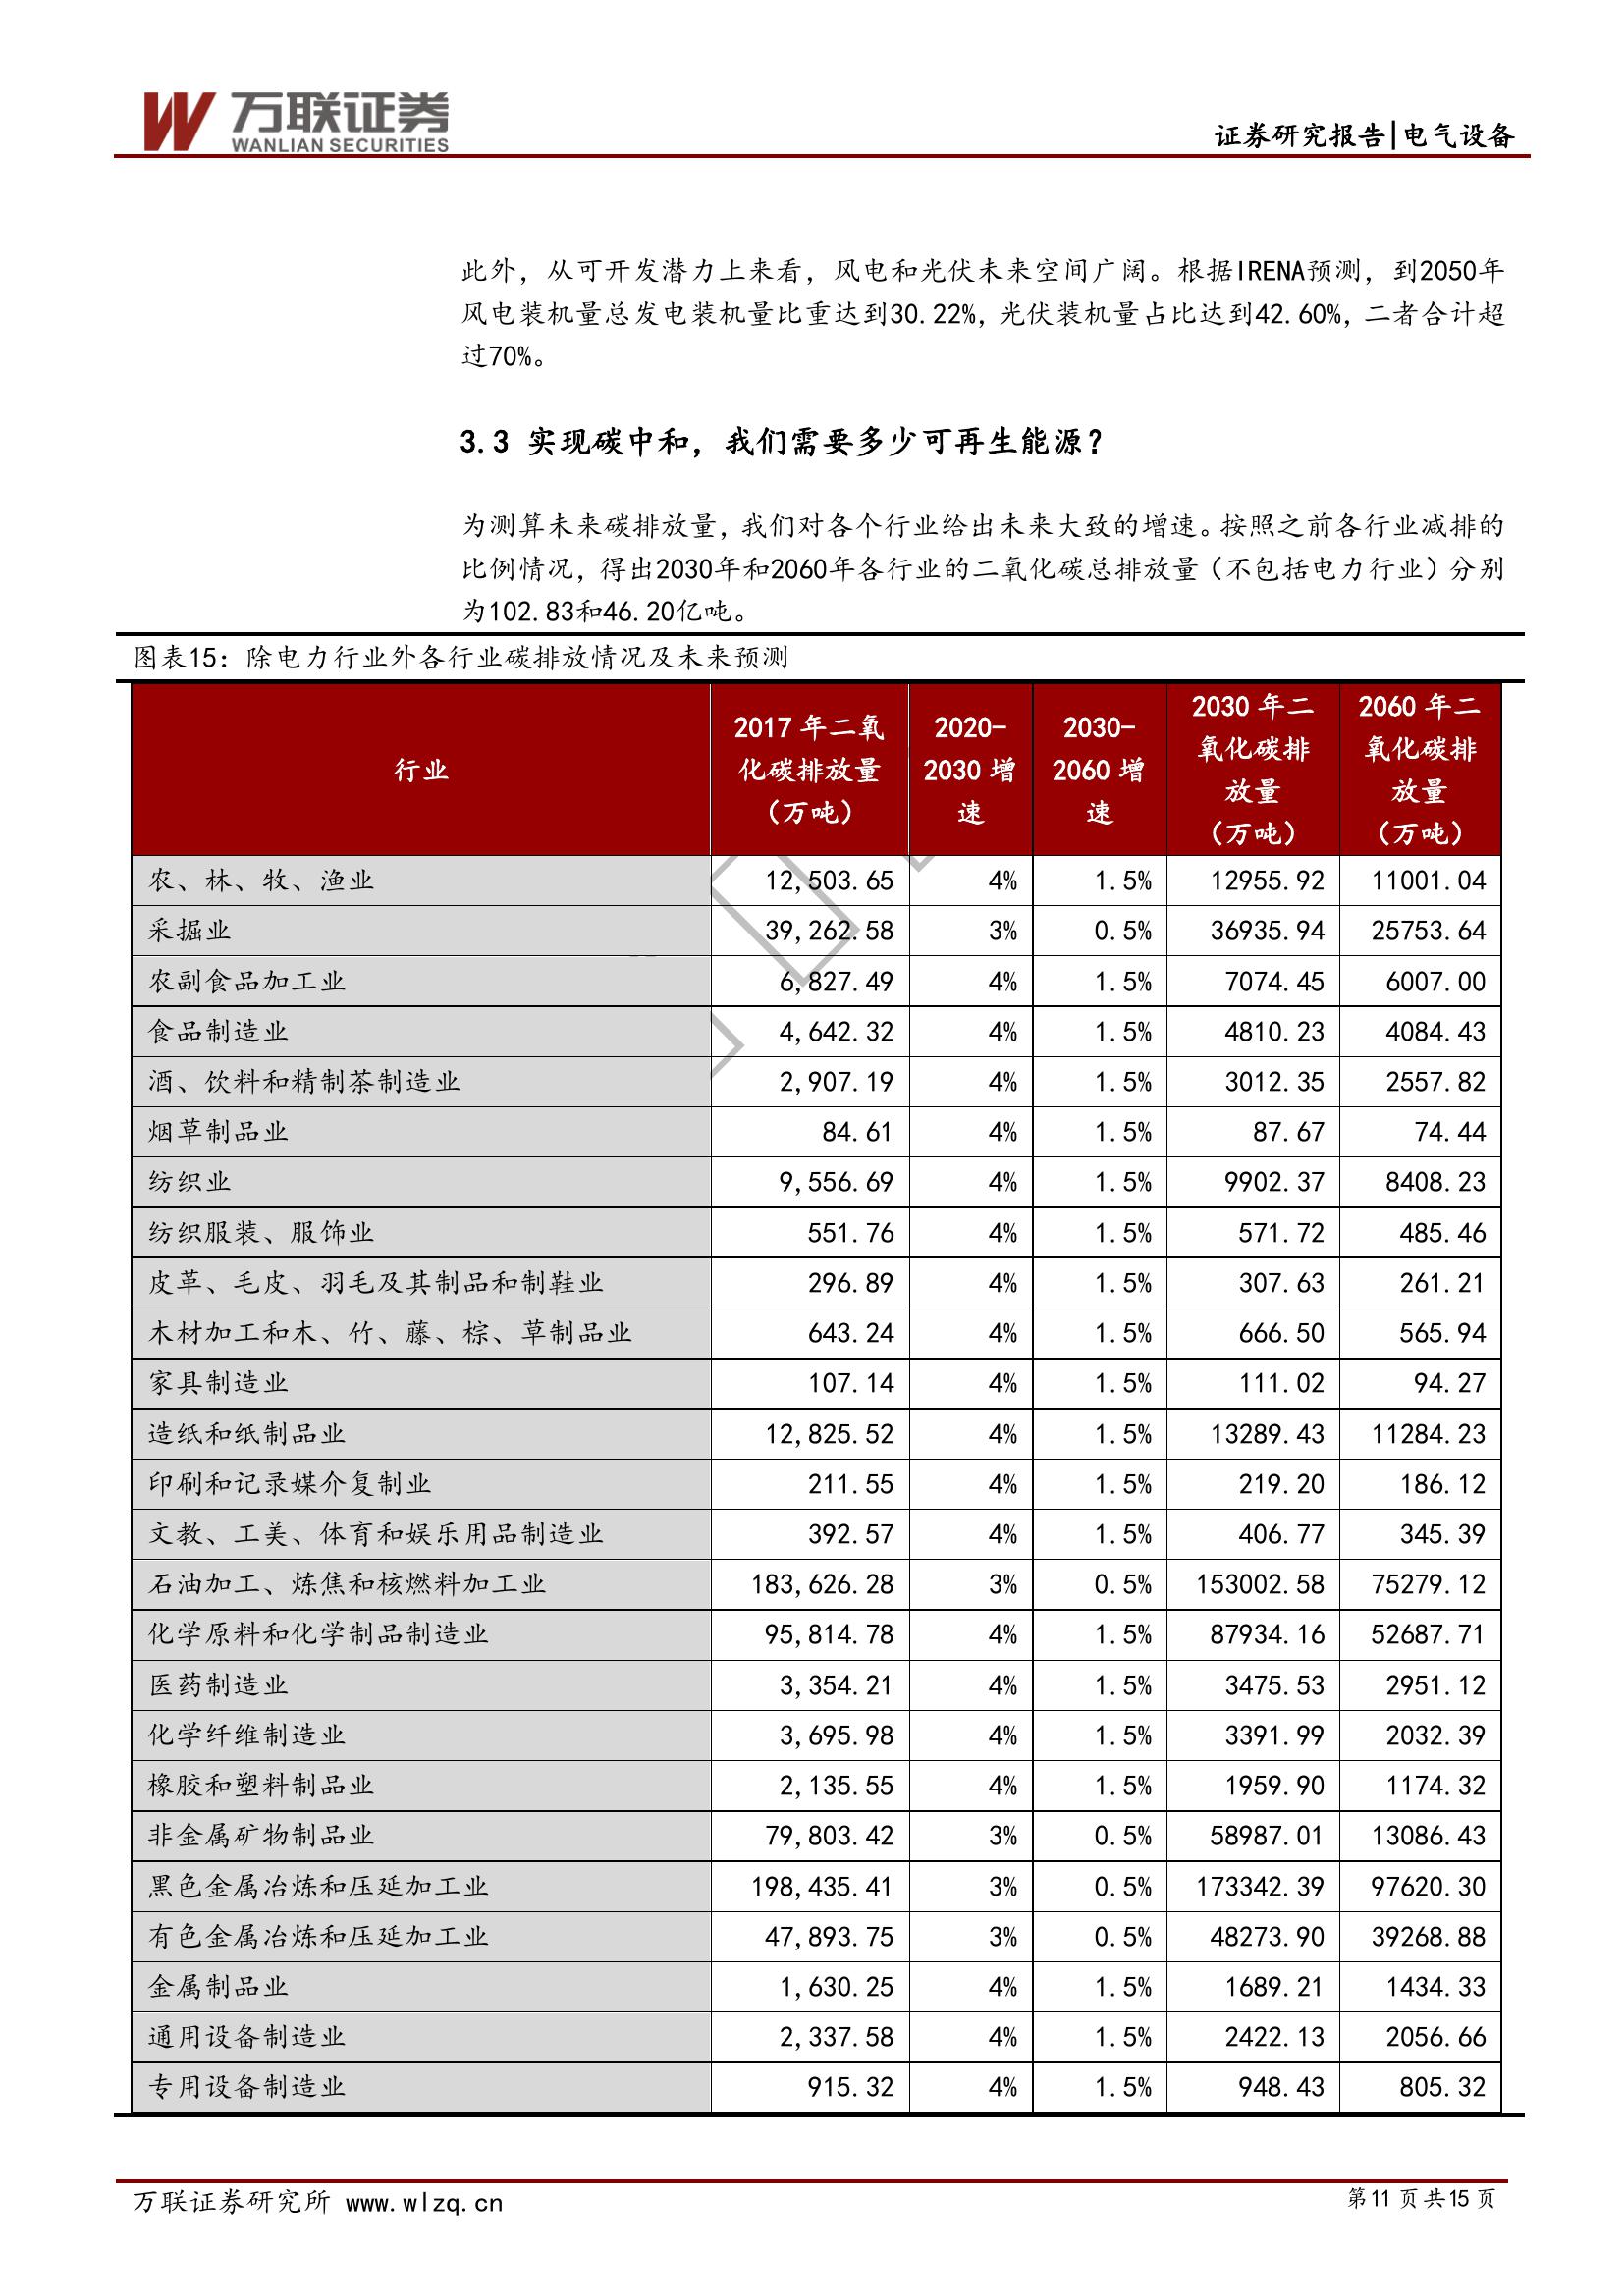 万联证券
WANLIAN SECURITIES
证券研究报告|电气设备
此外，从可开发潜力上来看，风电和光伏未来空间广阔。根据IRENA预测，到2050年
风电装机量总发电装机量比重达到30.22%，光伏装机量占比达到42.60%，二者合计超
过70%。
3.3 实现碳中和，我们需要多少可再生能源？
为测算未来碳排放量，我们对各个行业给出未来大致的增速。按照之前各行业减排的
比例情况，得出2030年和2060年各行业的二氧化碳总排放量（不包括电力行业）分别
为102.83和46.20亿吨。
图表15：除电力行业外各行业碳排放情况及未来预测
行业 2017 年二氧化碳排放量（万吨） 2020-2030 增速 2030-2060 增速 2030 年二氧化碳排放量（万吨） 2060 年二氧化碳排放量（万吨）
农、林、牧、渔业 12,503.65 4% 1.5% 12955.92 11001.04
采掘业 39,262.58 3% 0.5% 36935.94 25753.64
农副食品加工业 6,827.49 4% 1.5% 7074.45 6007.00
食品制造业 4,642.32 4% 1.5% 4810.23 4084.43
酒、饮料和精制茶制造业 2,907.19 4% 1.5% 3012.35 2557.82
烟草制品业 84.61 4% 1.5% 87.67 74.44
纺织业 9,556.69 4% 1.5% 9902.37 8408.23
纺织服装、服饰业 551.76 4% 1.5% 571.72 485.46
皮革、毛皮、羽毛及其制品和制鞋业 296.89 4% 1.5% 307.63 261.21
木材加工和木、竹、藤、棕、草制品业 643.24 4% 1.5% 666.50 565.94
家具制造业 107.14 4% 1.5% 111.02 94.27
造纸和纸制品业 12,825.52 4% 1.5% 13289.43 11284.23
印刷和记录媒介复制业 211.55 4% 1.5% 219.20 186.12
文教、工美、体育和娱乐用品制造业 392.57 4% 1.5% 406.77 345.39
石油加工、炼焦和核燃料加工业 183,626.28 3% 0.5% 153002.58 75279.12
化学原料和化学制品制造业 95,814.78 4% 1.5% 87934.16 52687.71
医药制造业 3,354.21 4% 1.5% 3475.53 2951.12
化学纤维制造业 3,695.98 4% 1.5% 3391.99 2032.39
橡胶和塑料制品业 2,135.55 4% 1.5% 1959.90 1174.32
非金属矿物制品业 79,803.42 3% 0.5% 58987.01 13086.43
黑色金属冶炼和压延加工业 198,435.41 3% 0.5% 173342.39 97620.30
有色金属冶炼和压延加工业 47,893.75 3% 0.5% 48273.90 39268.88
金属制品业 1,630.25 4% 1.5% 1689.21 1434.33
通用设备制造业 2,337.58 4% 1.5% 2422.13 2056.66
专用设备制造业 915.32 4% 1.5% 948.43 805.32
万联证券研究所 www.wlzq.cn
第11 页共15 页